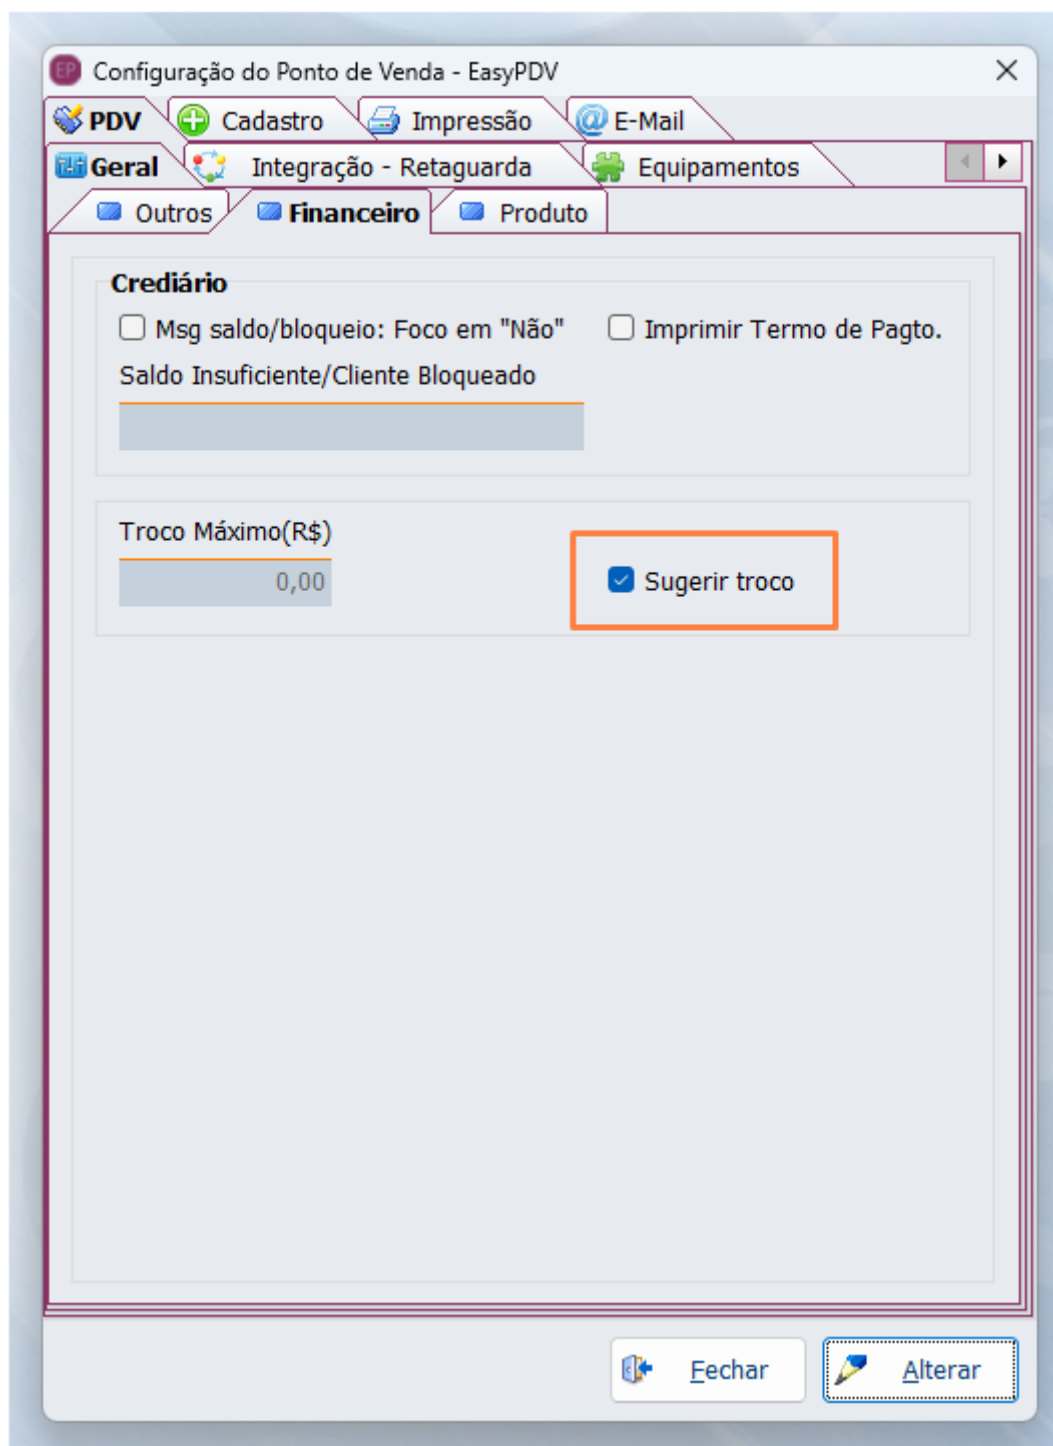 EP Configuração do Ponto de Venda - EasyPDV
PDV Cadastro Impressão E-Mail
Geral Integração - Retaguarda Equipamentos
Outros Financeiro Produto
Crediário
Msg saldo/bloqueio: Foco em "Não" Imprimir Termo de Pagto.
Saldo Insuficiente/Cliente Bloqueado
Troco Máximo(R$)
0,00 Sugerir troco
Fechar Alterar